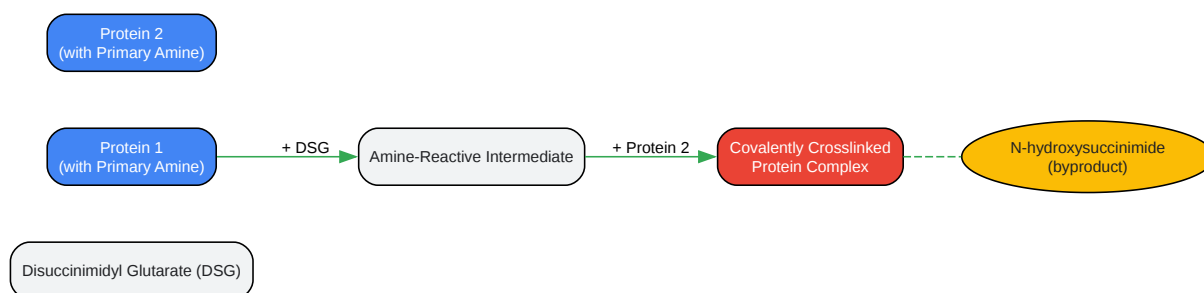 Protein 2
(with Primary Amine)
Protein 1
(with Primary Amine)
+ DSG
Amine-Reactive Intermediate
+ Protein 2
Covalently Crosslinked
Protein Complex
N-hydroxysuccinimide
(byproduct)
Disuccinimidyl Glutarate (DSG)